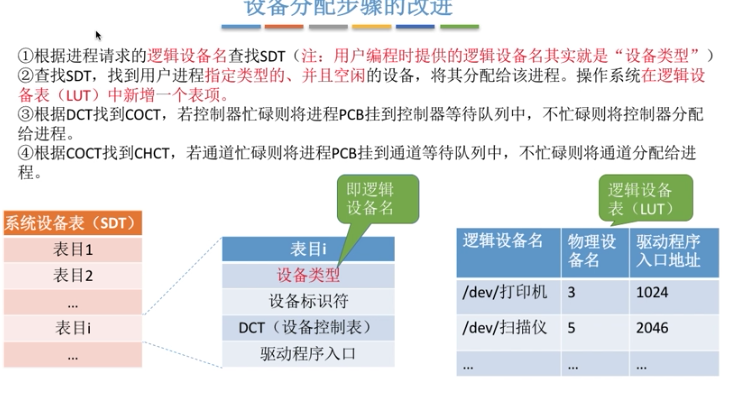 设备分配步骤的改进
①根据进程请求的逻辑设备名查找SDT（注：用户编程时提供的逻辑设备名其实就是“设备类型”）
②查找SDT，找到用户进程指定类型的、并且空闲的设备，将其分配给该进程。操作系统在逻辑设
备表（LUT）中新增一个表项。
③根据DCT找到COCT，若控制器忙碌则将进程PCB挂到控制器等待队列中，不忙碌则将控制器分配
给进程。
④根据COCT找到CHCT，若通道忙碌则将进程PCB挂到通道等待队列中，不忙碌则将通道分配给进
程。
即逻辑
设备名
逻辑设备
表（LUT）
系统设备表（SDT）
表目1
表目2
...
表目i
...
表目i
设备类型
设备标识符
DCT（设备控制表）
驱动程序入口
逻辑设备名 物理设 驱动程序
备名 入口地址
/dev/打印机 3 1024
/dev/扫描仪 5 2046
... ... ...